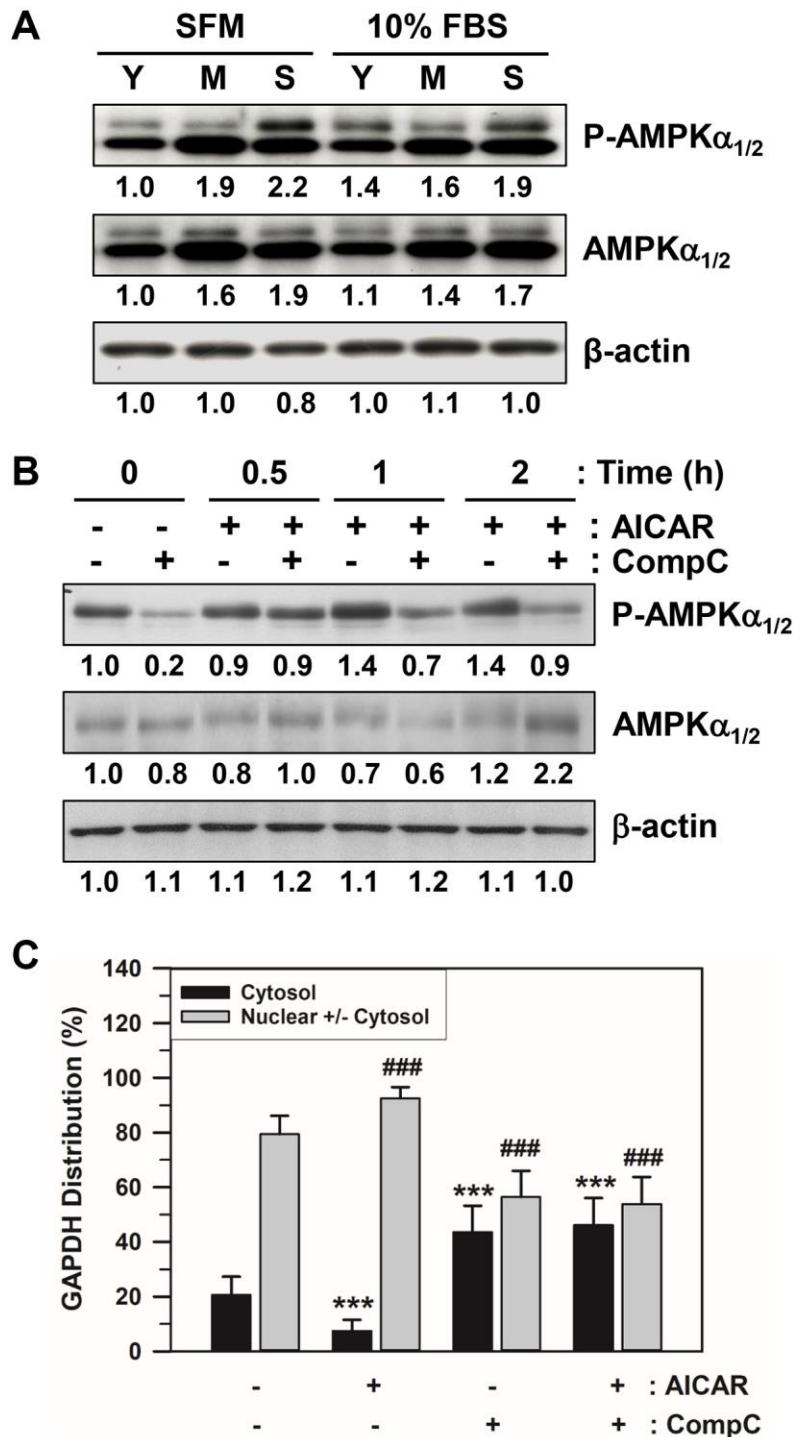 A
SFM 10% FBS
Y M S Y M S
P-AMPKα1/2
1.0 1.9 2.2 1.4 1.6 1.9
AMPKα1/2
1.0 1.6 1.9 1.1 1.4 1.7
β-actin
1.0 1.0 0.8 1.0 1.1 1.0
B
0 0.5 1 2 : Time (h)
- - + + + + + + : AICAR
- + - + - + - + : CompC
P-AMPKα1/2
1.0 0.2 0.9 0.9 1.4 0.7 1.4 0.9
AMPKα1/2
1.0 0.8 0.8 1.0 0.7 0.6 1.2 2.2
β-actin
1.0 1.1 1.1 1.2 1.1 1.2 1.1 1.0
C
GAPDH Distribution (%)
140
120
100
80
60
40
20
0
Cytosol
Nuclear +/- Cytosol
###
***
***
###
***
###
- + - + : AICAR
- - + + : CompC